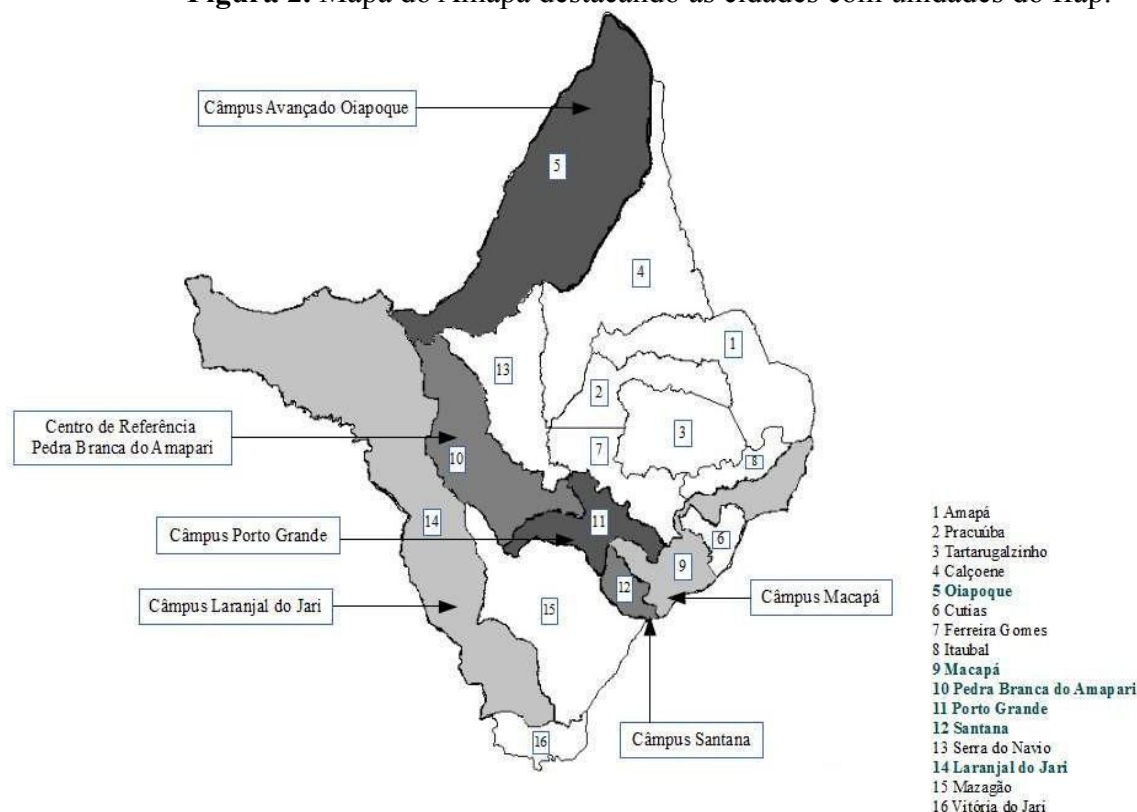 Figura 2. Mapa do Amapá destacando as cidades com unidades do Ifap.
Câmpus Avançado Oiapoque
5
4
1
13
2
3
Centro de Referência
Pedra Branca do Amapari
7
10
8
14
11
Câmpus Porto Grande
6
9
12
Câmpus Laranjal do Jari
15
Câmpus Macapá
16
Câmpus Santana
1 Amapá
2 Pracuúba
3 Tartarugalzinho
4 Calçoene
5 Oiapoque
6 Cutias
7 Ferreira Gomes
8 Itaubal
9 Macapá
10 Pedra Branca do Amapari
11 Porto Grande
12 Santana
13 Serra do Navio
14 Laranjal do Jari
15 Mazagão
16 Vitória do Jari